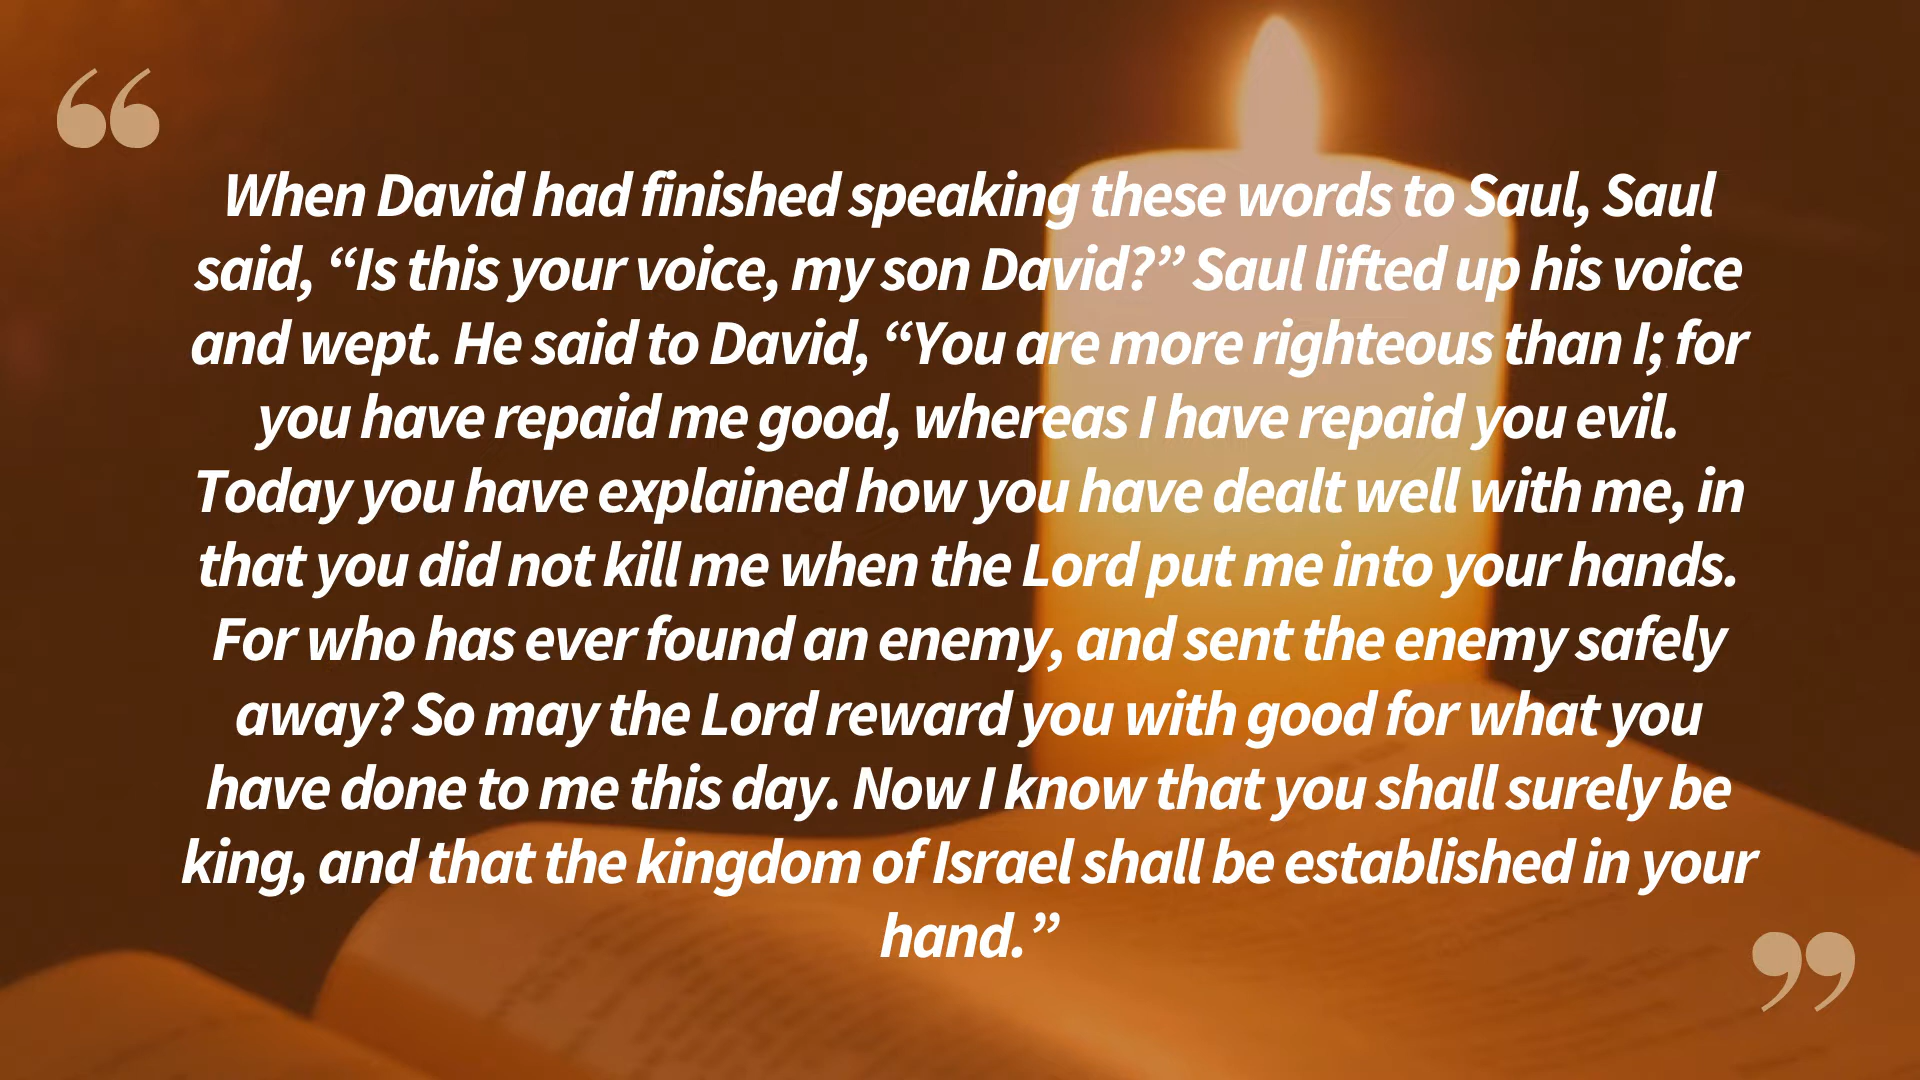 “
When David had finished speaking these words to Saul, Saul
said, “Is this your voice, my son David?” Saul lifted up his voice
and wept. He said to David, “You are more righteous than I; for
you have repaid me good, whereas I have repaid you evil.
Today you have explained how you have dealt well with me, in
that you did not kill me when the Lord put me into your hands.
For who has ever found an enemy, and sent the enemy safely
away? So may the Lord reward you with good for what you
have done to me this day. Now I know that you shall surely be
king, and that the kingdom of Israel shall be established in your
hand.”
”